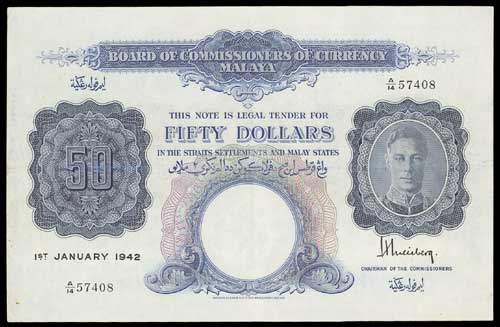 BOARD OF COMMISSIONERS OF CURRENCY
MALAYA
A/14 57408
THIS NOTE IS LEGAL TENDER FOR
FIFTY DOLLARS
IN THE STRAITS SETTLEMENTS AND MALAY STATES
50
1ST JANUARY 1942
CHAIRMAN OF THE COMMISSIONERS
A/14 57408